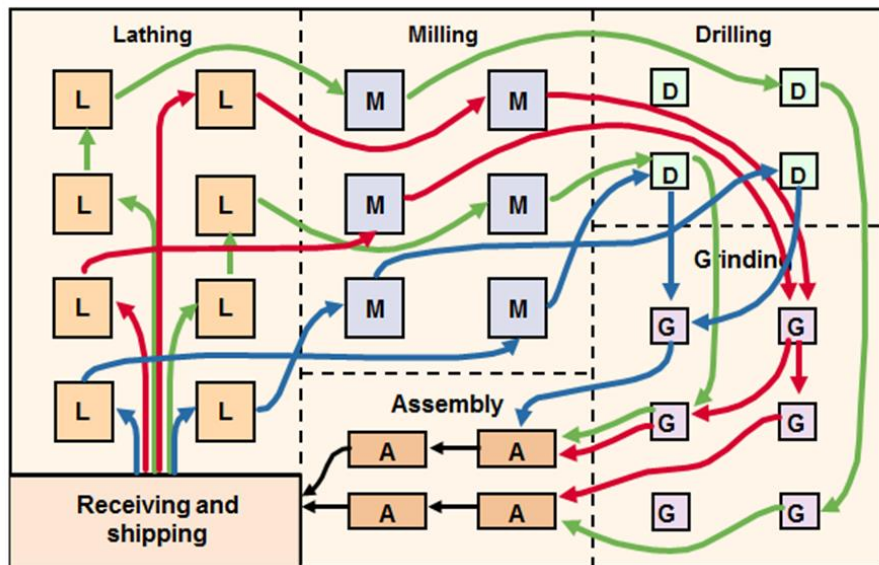 Lathing
Milling
Drilling
L
L
M
M
D
D
L
L
M
M
D
D
Grinding
L
L
M
M
G
G
L
L
Assembly
G
G
A
A
Receiving and
shipping
A
A
G
G